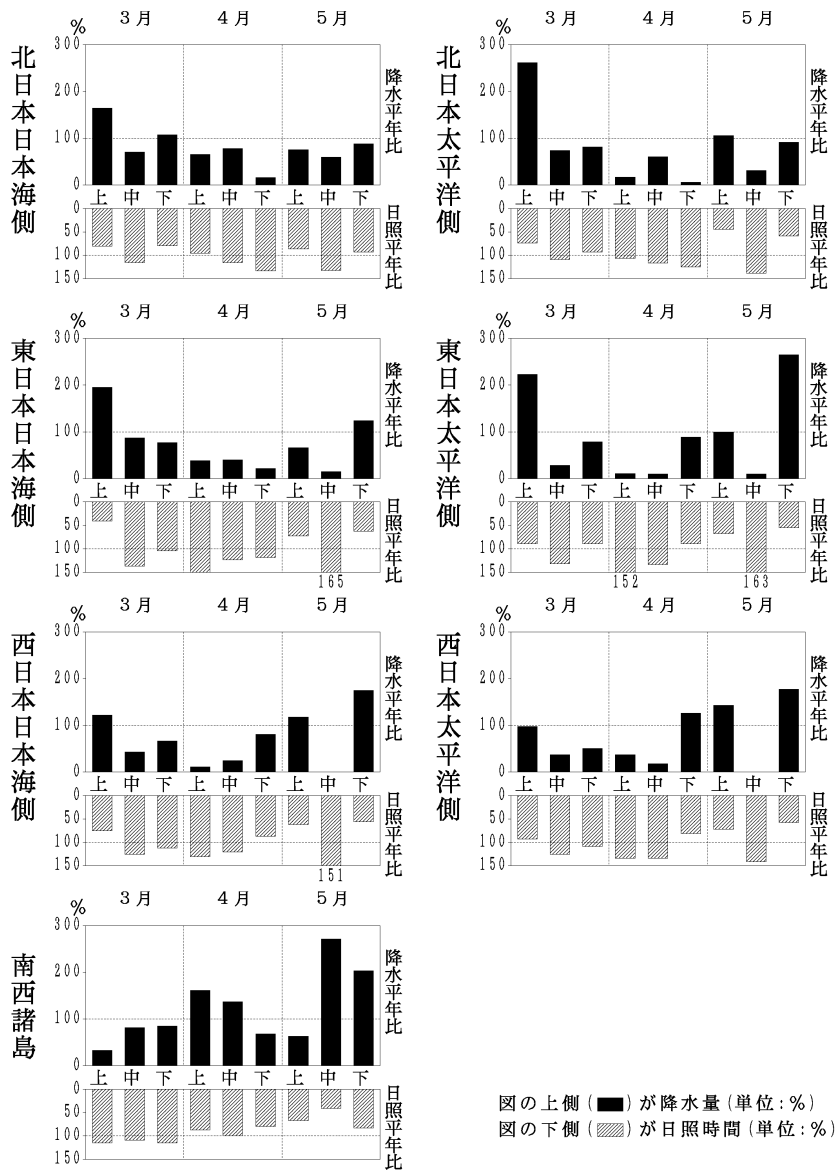 3月 4月 5月
%
北日本日本海側
300
200
100
0
降水平年比
上 中 下 上 中 下 上 中 下
0
50
100
150
日照平年比
3月 4月 5月
%
北日本太平洋側
300
200
100
0
降水平年比
上 中 下 上 中 下 上 中 下
0
50
100
150
日照平年比
3月 4月 5月
%
東日本日本海側
300
200
100
0
降水平年比
上 中 下 上 中 下 上 中 下
0
50
100
150
日照平年比
165
3月 4月 5月
%
東日本太平洋側
300
200
100
0
降水平年比
上 中 下 上 中 下 上 中 下
0
50
100
150
日照平年比
152 163
3月 4月 5月
%
西日本日本海側
300
200
100
0
降水平年比
上 中 下 上 中 下 上 中 下
0
50
100
150
日照平年比
151
3月 4月 5月
%
西日本太平洋側
300
200
100
0
降水平年比
上 中 下 上 中 下 上 中 下
0
50
100
150
日照平年比
3月 4月 5月
%
南西諸島
300
200
100
0
降水平年比
上 中 下 上 中 下 上 中 下
0
50
100
150
日照平年比
図の上側(■)が降水量(単位:%)
図の下側( )が日照時間(単位:%)